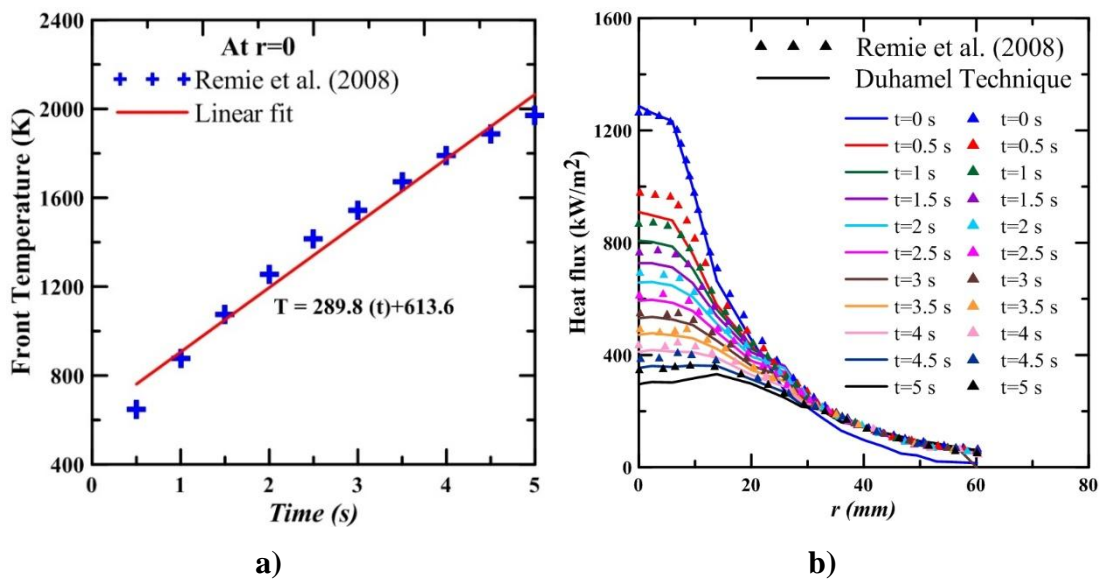 2400
2000
1600
1200
800
400
0
1
2
3
4
5
Front Temperature (K)
Time (s)
At r=0
Remie et al. (2008)
Linear fit
T = 289.8 (t)+613.6
a)
1600
1200
800
400
0
0
20
40
60
80
Heat flux (kW/m2)
r (mm)
Remie et al. (2008)
Duhamel Technique
t=0 s t=0 s
t=0.5 s t=0.5 s
t=1 s t=1 s
t=1.5 s t=1.5 s
t=2 s t=2 s
t=2.5 s t=2.5 s
t=3 s t=3 s
t=3.5 s t=3.5 s
t=4 s t=4 s
t=4.5 s t=4.5 s
t=5 s t=5 s
b)